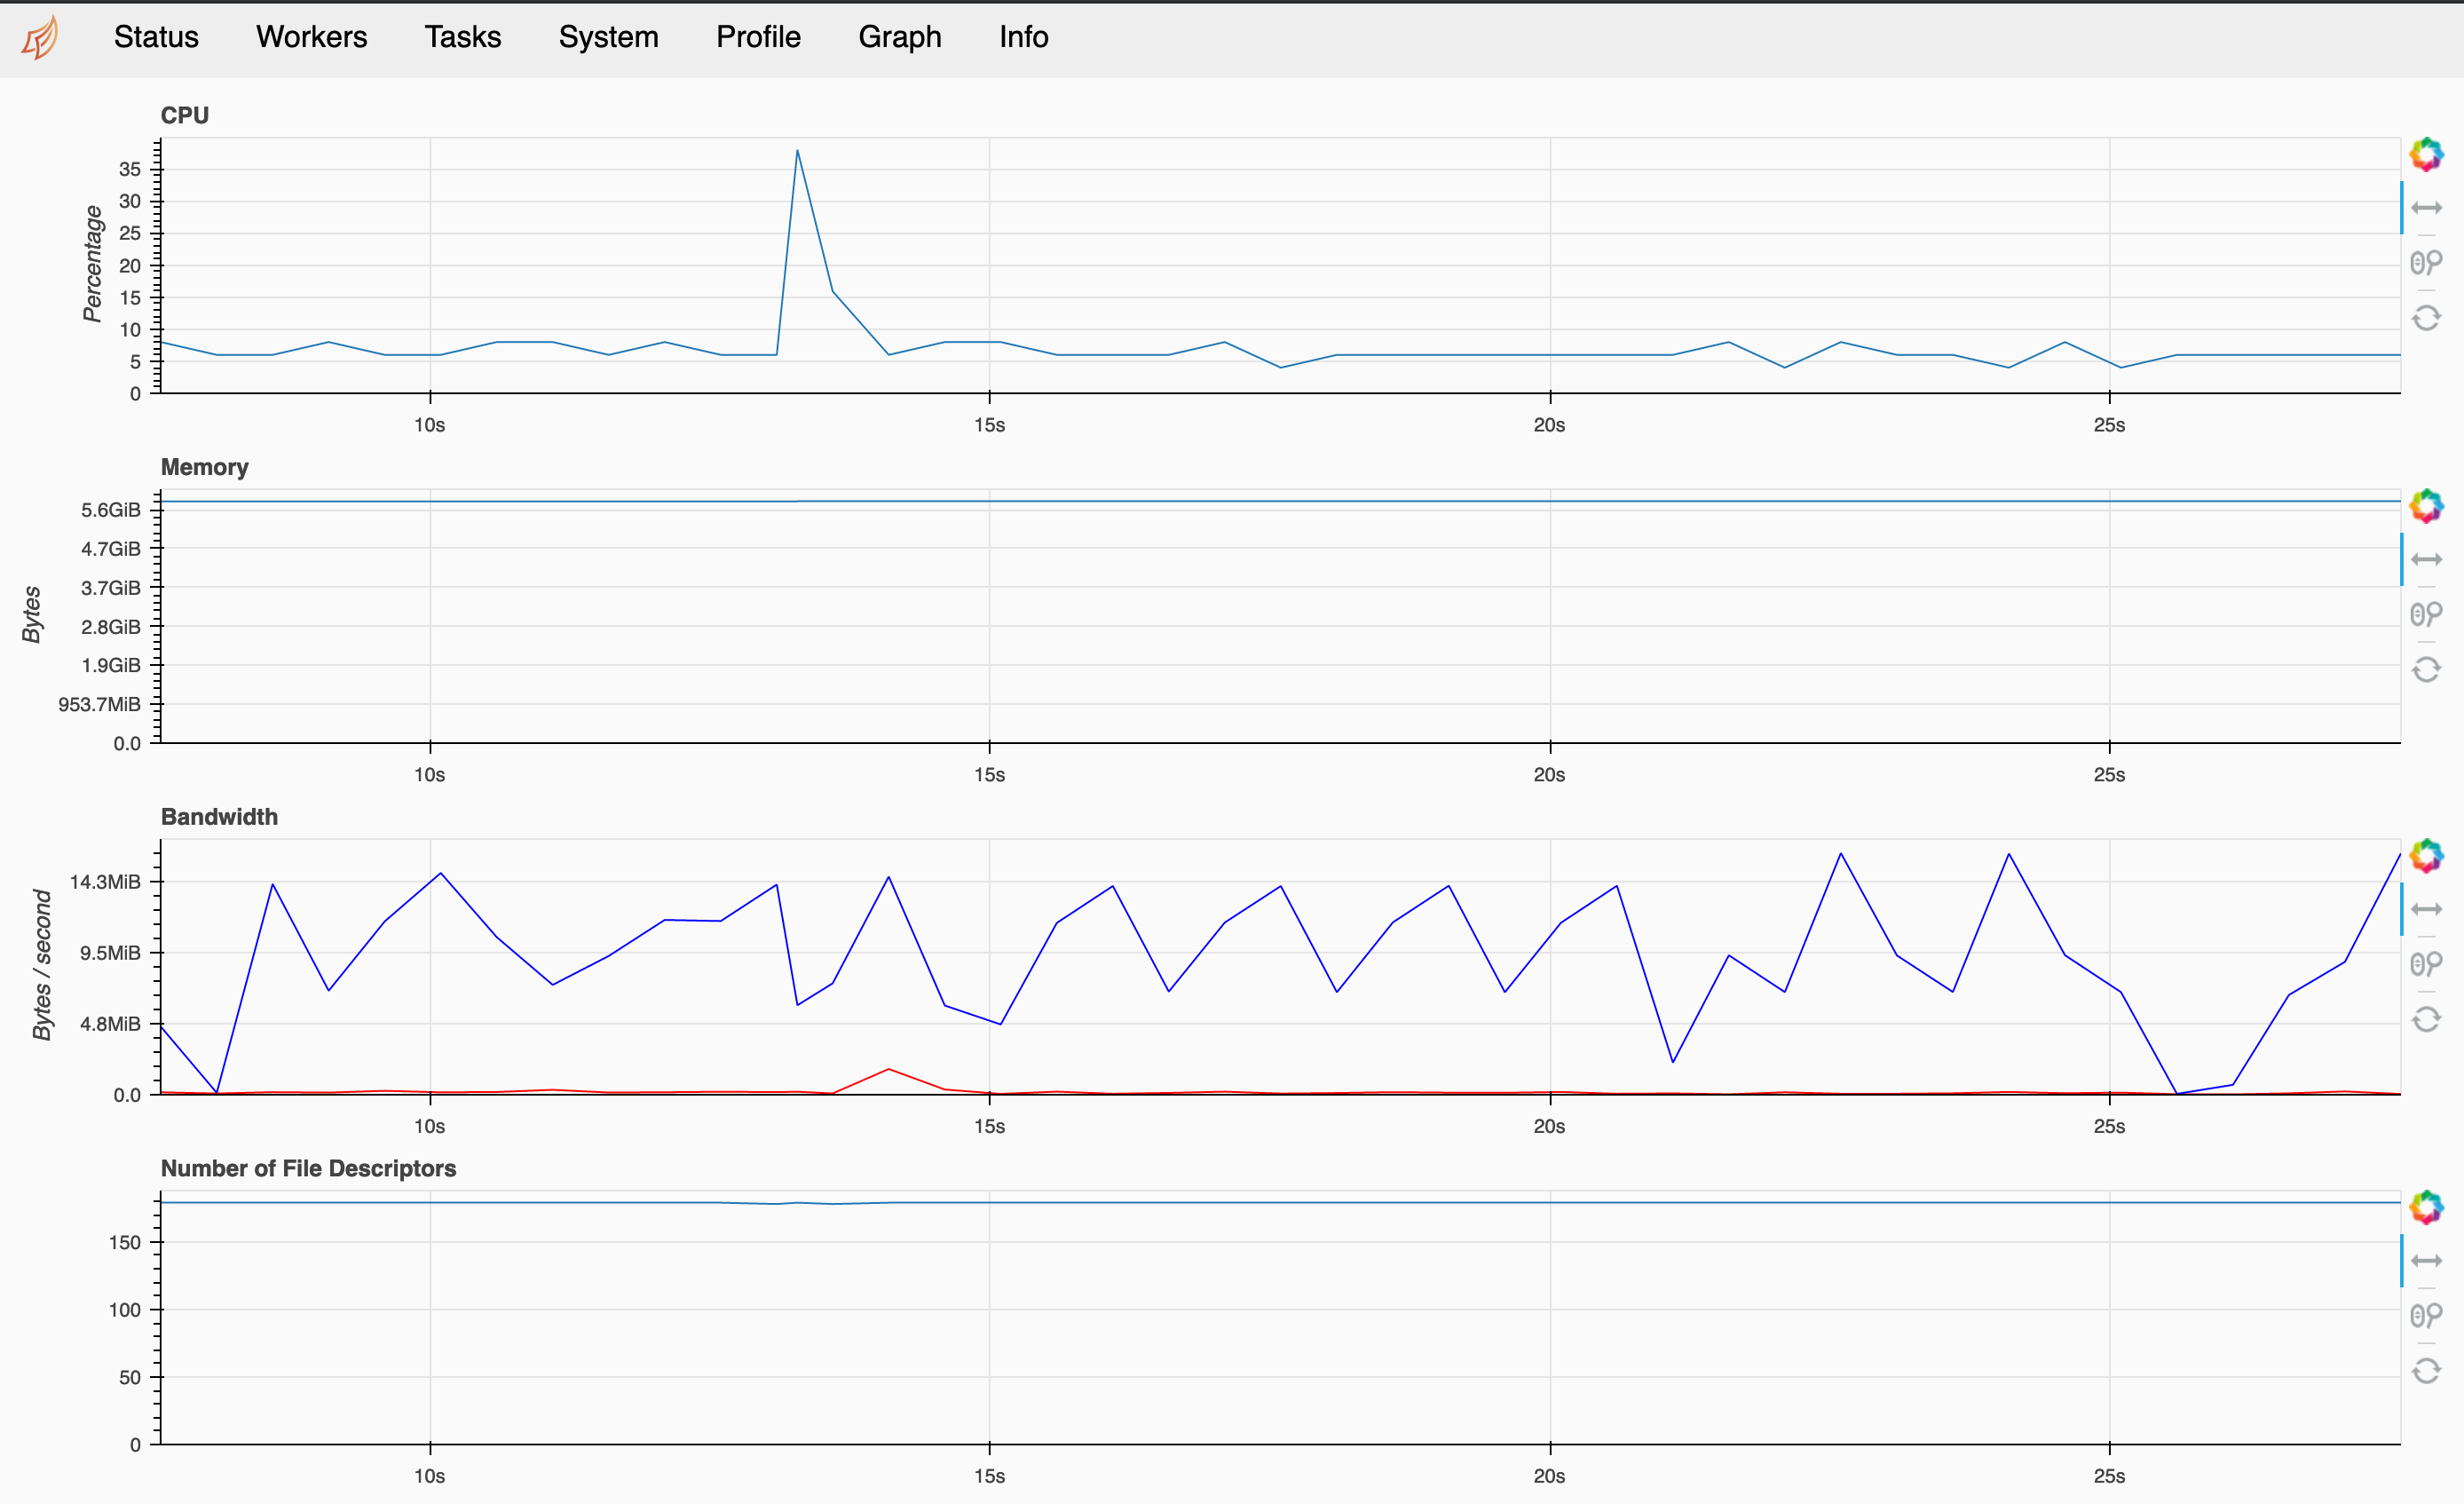 Status Workers Tasks System Profile Graph Info
CPU
Percentage
35
30
25
20
15
10
5
0
10s 15s 20s 25s
Memory
Bytes
5.6GiB
4.7GiB
3.7GiB
2.8GiB
1.9GiB
953.7MiB
0.0
10s 15s 20s 25s
Bandwidth
Bytes / second
14.3MiB
9.5MiB
4.8MiB
0.0
10s 15s 20s 25s
Number of File Descriptors
150
100
50
0
10s 15s 20s 25s